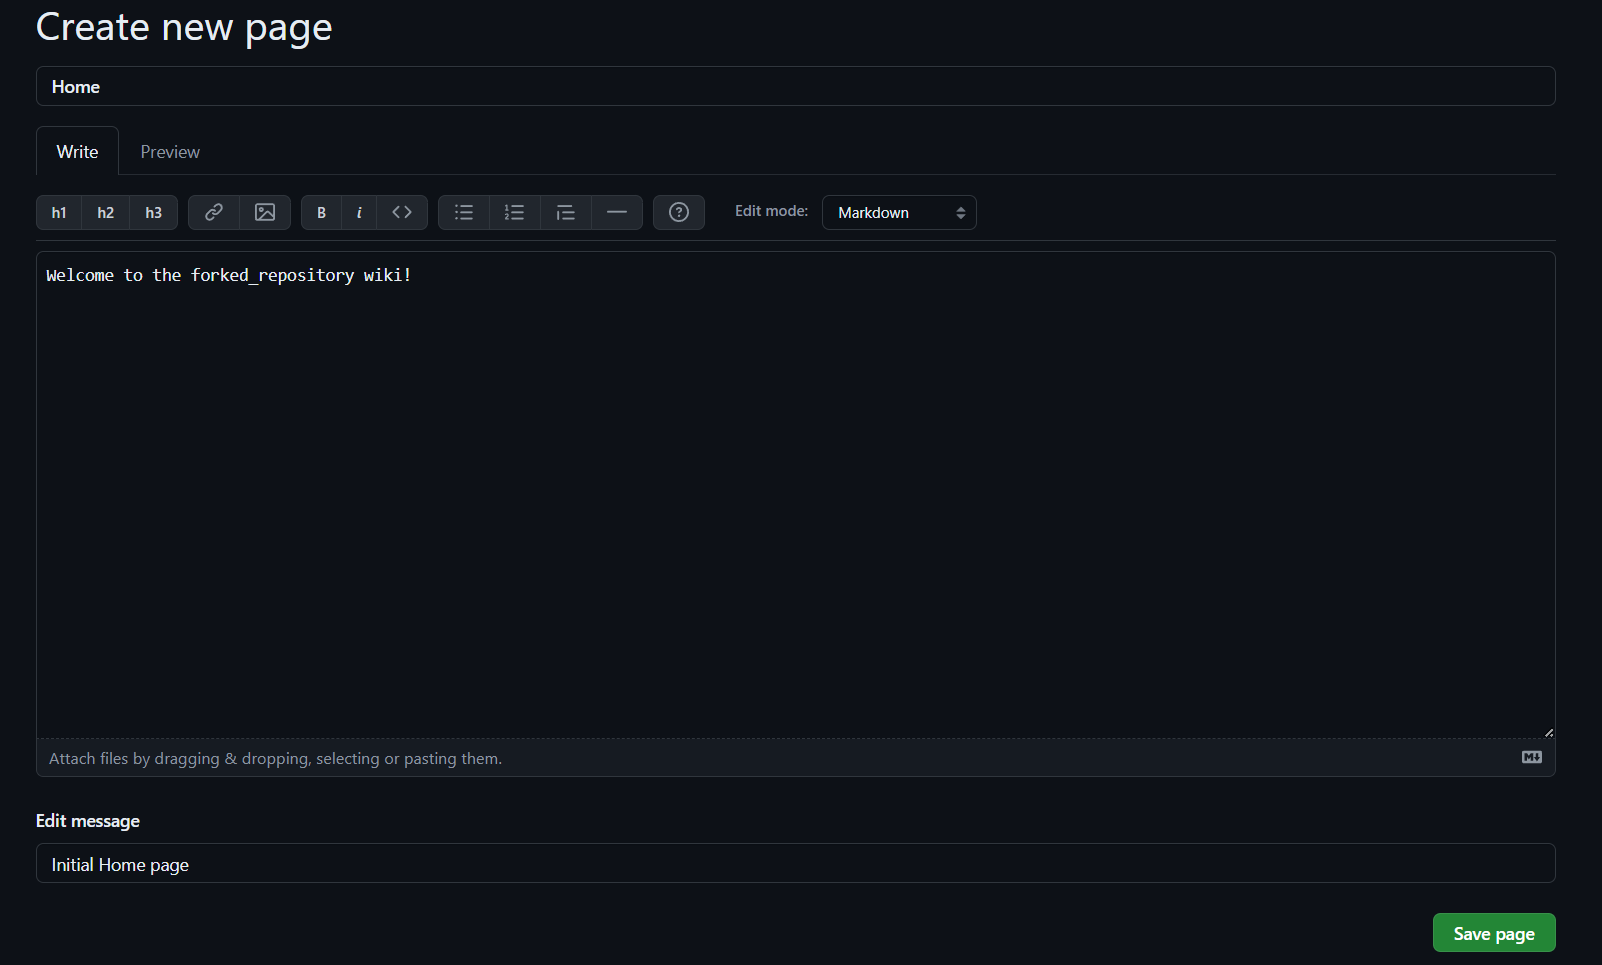 Create new page
Home
Write Preview
h1 h2 h3 B i <> Edit mode: Markdown
Welcome to the forked_repository wiki!
Attach files by dragging & dropping, selecting or pasting them.
Edit message
Initial Home page
Save page